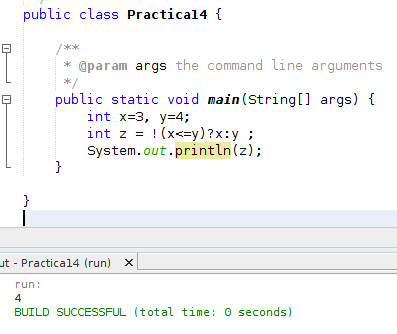 public class Practical4 {
/**
* @param args the command line arguments
*/
public static void main(String[] args) {
int x=3, y=4;
int z = !(x<=y)?x:y ;
System.out.println(z);
}
}
ut - Practical4 (run) ×
run:
4
BUILD SUCCESSFUL (total time: 0 seconds)